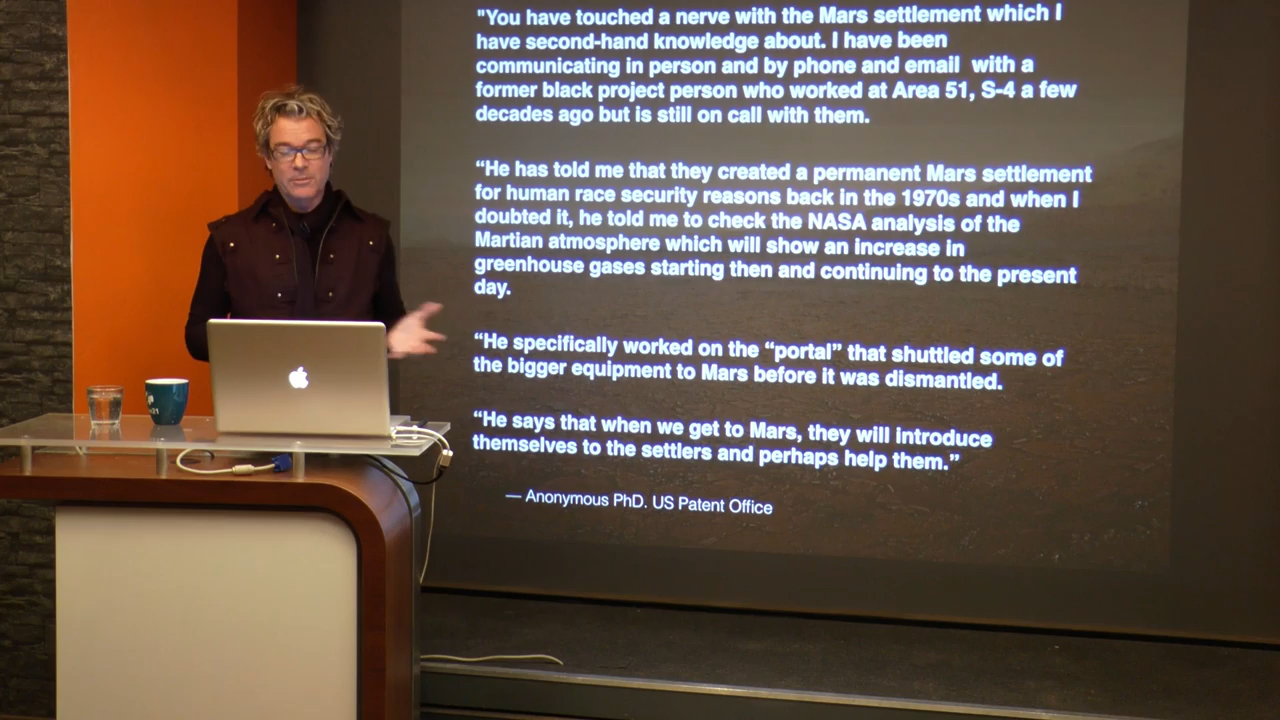 "You have touched a nerve with the Mars settlement which I
have second-hand knowledge about. I have been
communicating in person and by phone and email  with a
former black project person who worked at Area 51, S-4 a few
decades ago but is still on call with them.
“He has told me that they created a permanent Mars settlement
for human race security reasons back in the 1970s and when I
doubted it, he told me to check the NASA analysis of the
Martian atmosphere which will show an increase in
greenhouse gases starting then and continuing to the present
day.
“He specifically worked on the “portal” that shuttled some of
the bigger equipment to Mars before it was dismantled.
“He says that when we get to Mars, they will introduce
themselves to the settlers and perhaps help them.”
— Anonymous PhD. US Patent Office